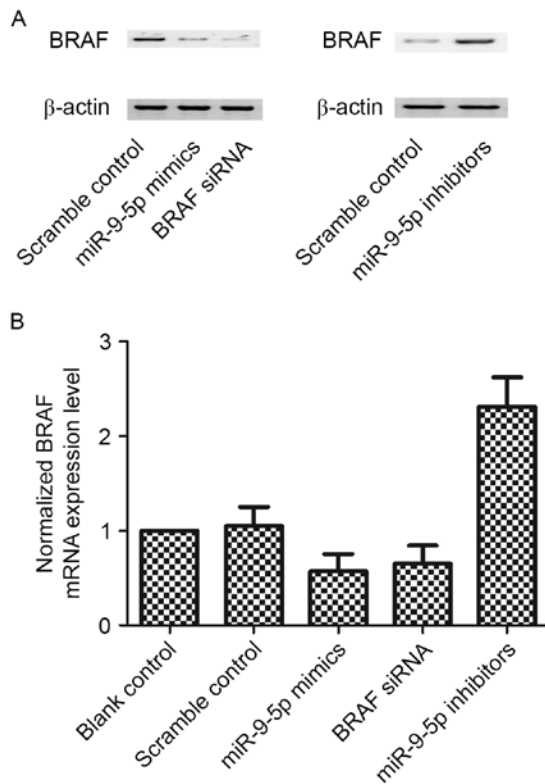 A
BRAF
β-actin
Scramble control
miR-9-5p mimics
BRAF siRNA
BRAF
β-actin
Scramble control
miR-9-5p inhibitors
B
Normalized BRAF
mRNA expression level
3
2
1
0
Blank control
Scramble control
miR-9-5p mimics
BRAF siRNA
miR-9-5p inhibitors